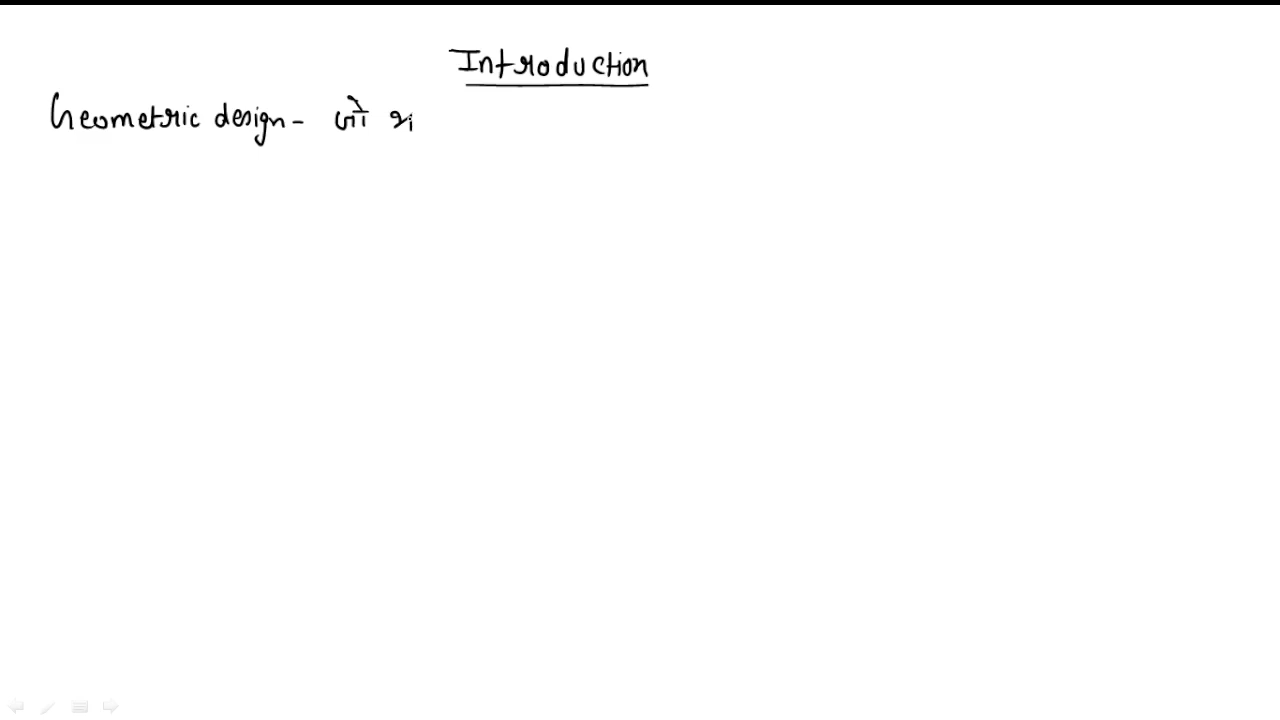 Introduction
Geometric design - जो